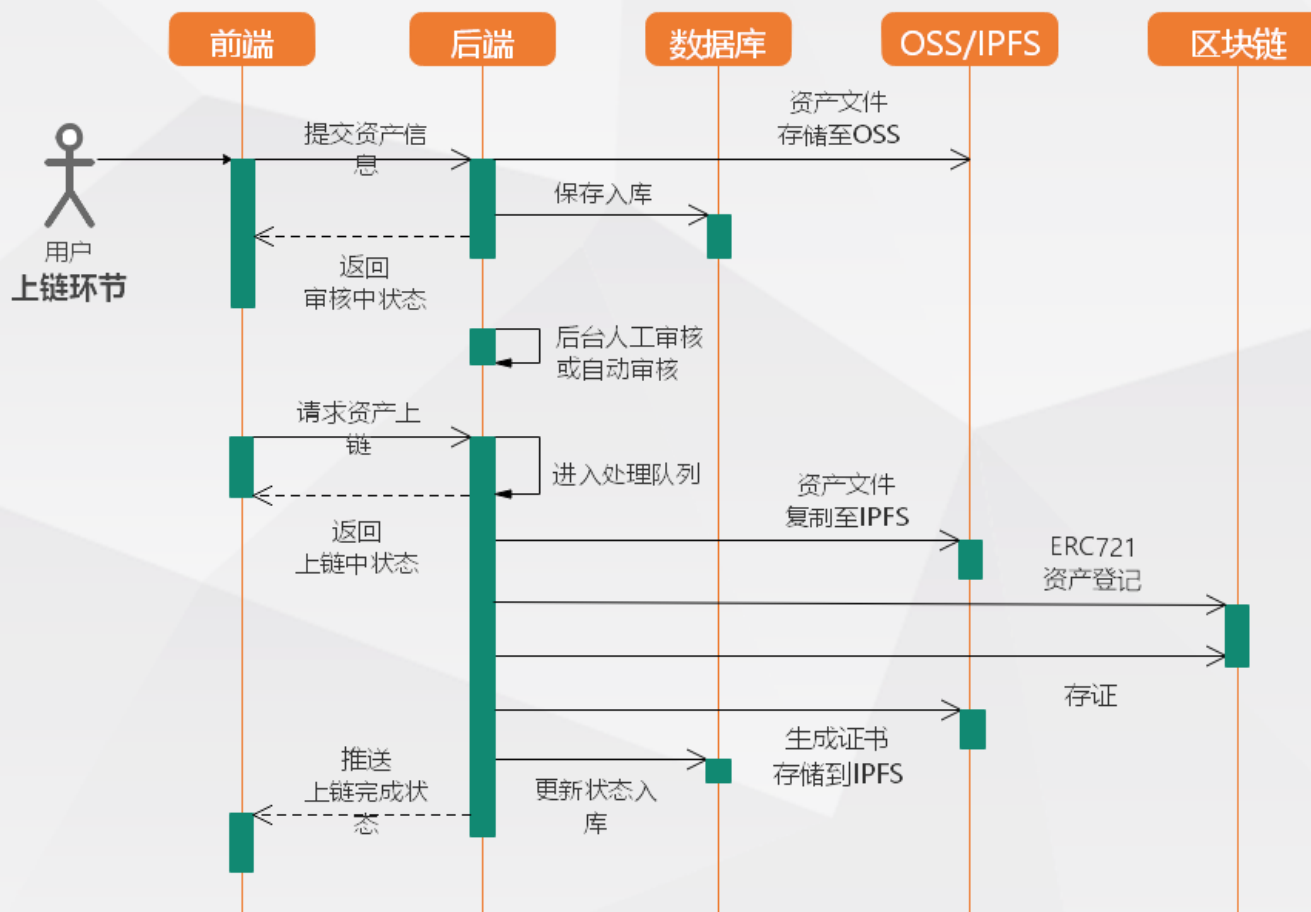 前端
后端
数据库
OSS/IPFS
区块链
资产文件
存储至OSS
提交资产信
息
保存入库
用户
上链环节
返回
审核中状态
后台人工审核
或自动审核
请求资产上
链
进入处理队列
资产文件
复制至IPFS
返回
上链中状态
ERC721
资产登记
存证
生成证书
存储到IPFS
推送
上链完成状
态
更新状态入
库